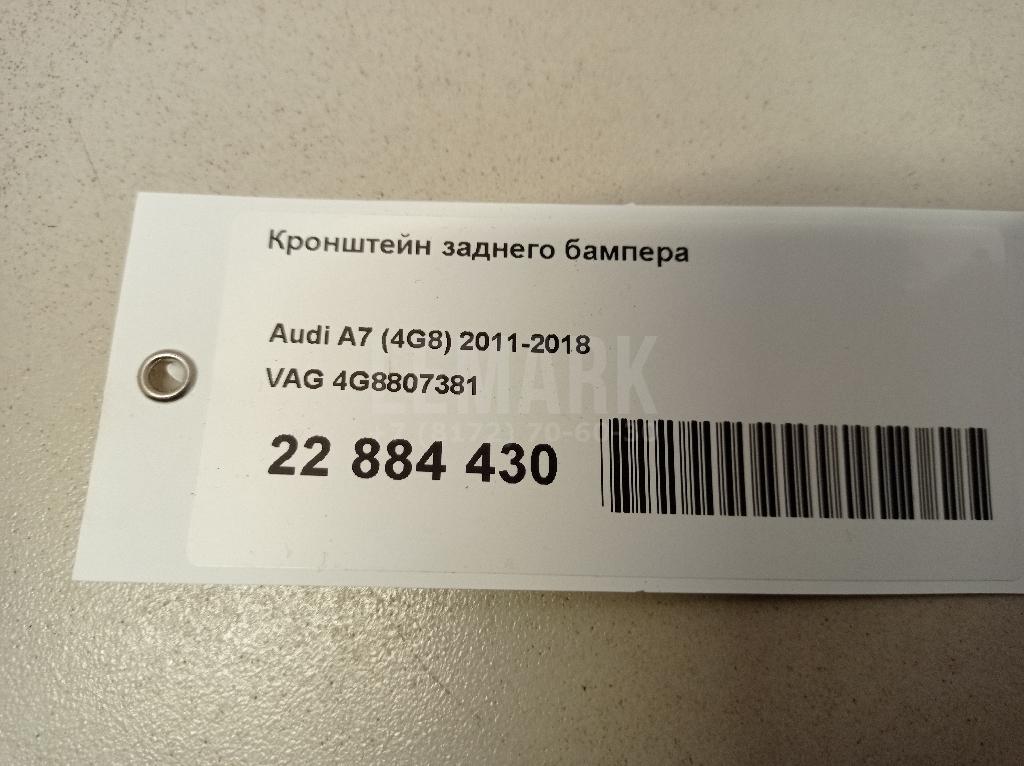 Кронштейн заднего бампера
Audi A7 (4G8) 2011-2018
VAG 4G8807381
22 884 430